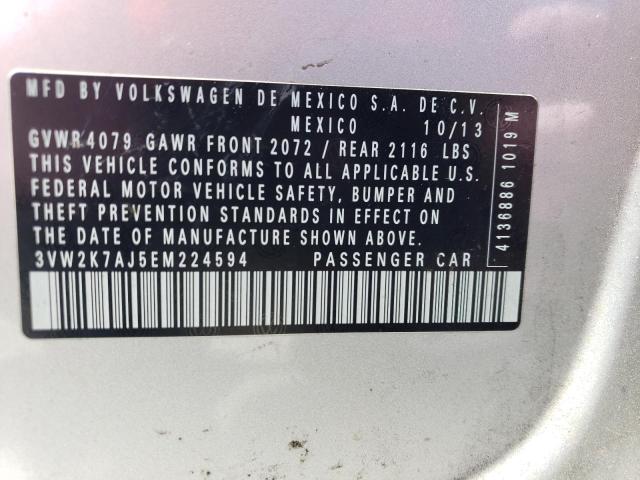 MFD BY VOLKSWAGEN DE MEXICO S.A. DE C.V.
MEXICO 10/13
GVWR 4079 GAWR FRONT 2072 / REAR 2116 LBS
THIS VEHICLE CONFORMS TO ALL APPLICABLE U.S.
FEDERAL MOTOR VEHICLE SAFETY, BUMPER AND
THEFT PREVENTION STANDARDS IN EFFECT ON
THE DATE OF MANUFACTURE SHOWN ABOVE.
3VW2K7AJ5EM224594 PASSENGER CAR
4136886 1019 M